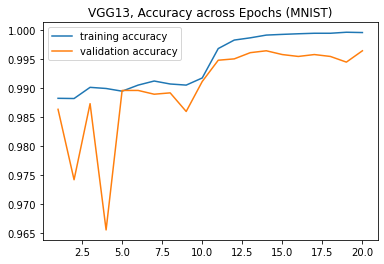 VGG13, Accuracy across Epochs (MNIST)
training accuracy
validation accuracy
1.000
0.995
0.990
0.985
0.980
0.975
0.970
0.965
2.5 5.0 7.5 10.0 12.5 15.0 17.5 20.0